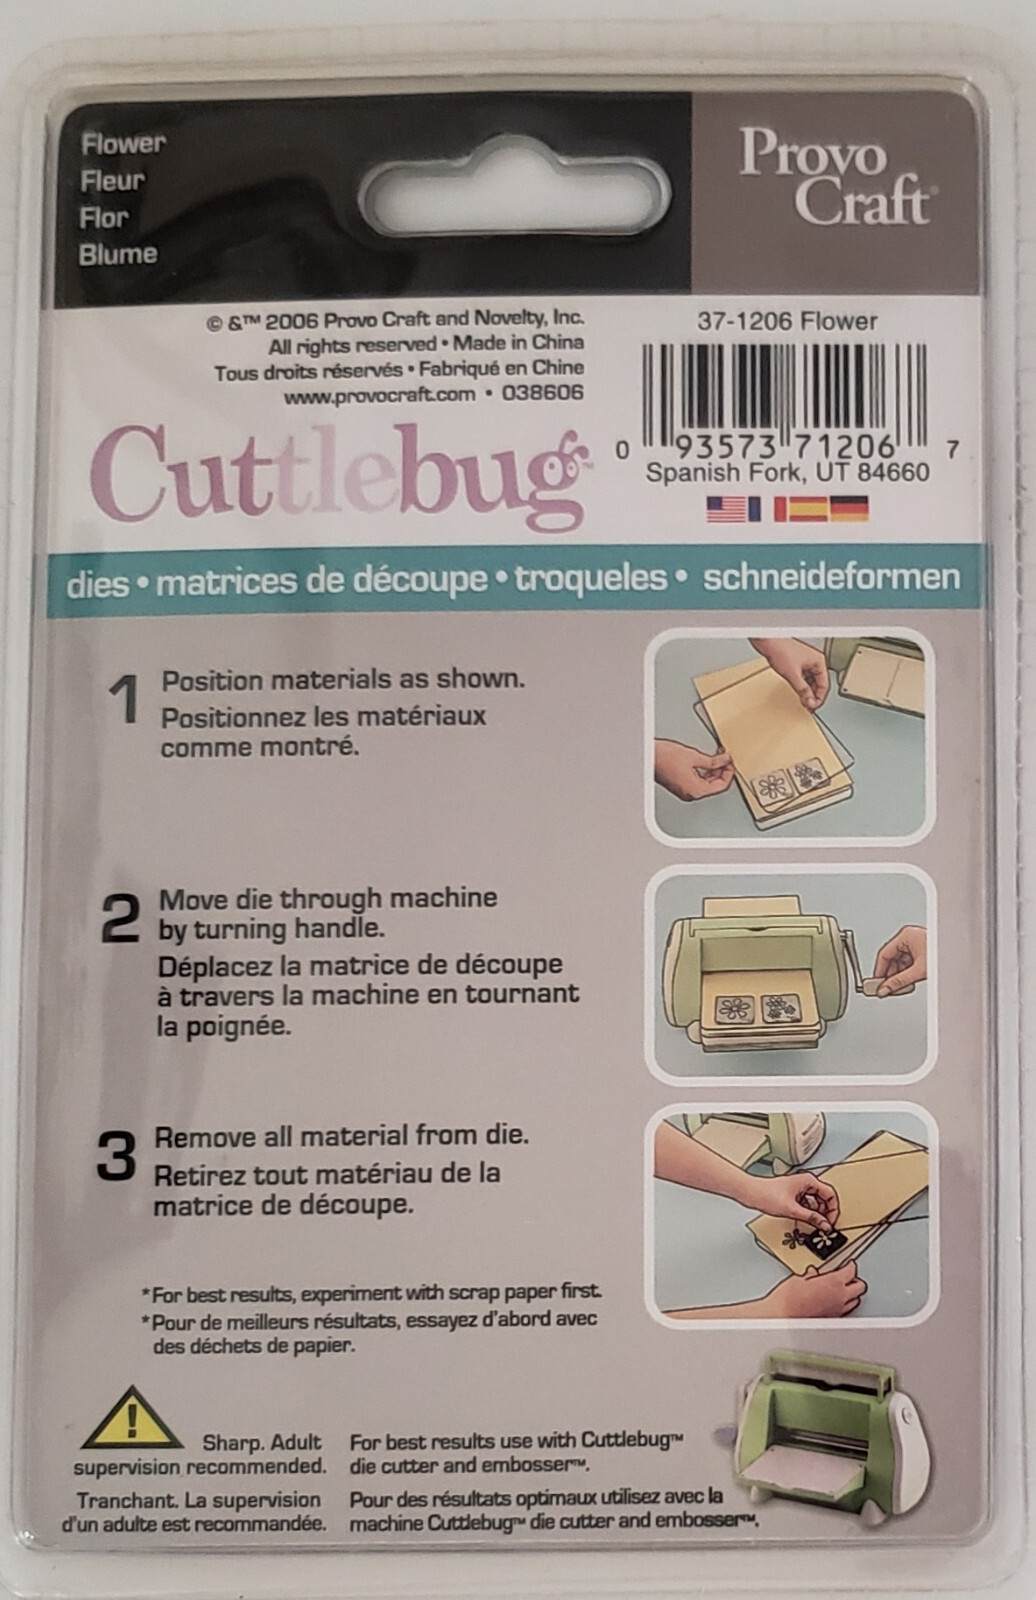 Flower
Fleur
Flor
Blume
Provo
Craft®
© &™ 2006 Provo Craft and Novelty, Inc.
All rights reserved • Made in China
Tous droits réservés • Fabriqué en Chine
www.provocraft.com • 038606
37-1206 Flower
0 93573 71206 7
Spanish Fork, UT 84660
Cuttlebug™
dies • matrices de découpe • troqueles • schneideformen
1 Position materials as shown.
Positionnez les matériaux
comme montré.
2 Move die through machine
by turning handle.
Déplacez la matrice de découpe
à travers la machine en tournant
la poignée.
3 Remove all material from die.
Retirez tout matériau de la
matrice de découpe.
*For best results, experiment with scrap paper first.
*Pour de meilleurs résultats, essayez d'abord avec
des déchets de papier.
Sharp. Adult
supervision recommended.
Tranchant. La supervision
d'un adulte est recommandée.
For best results use with Cuttlebug™
die cutter and embosser™.
Pour des résultats optimaux utilisez avec la
machine Cuttlebug™ die cutter and embosser™.